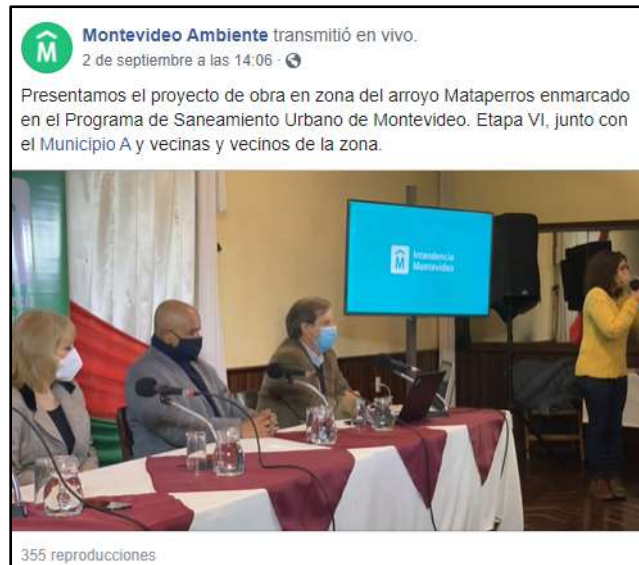 Montevideo Ambiente transmitió en vivo.
2 de septiembre a las 14:06 ·
Presentamos el proyecto de obra en zona del arroyo Mataperros enmarcado
en el Programa de Saneamiento Urbano de Montevideo. Etapa VI, junto con
el Municipio A y vecinas y vecinos de la zona.
Intendencia
Montevideo
355 reproducciones